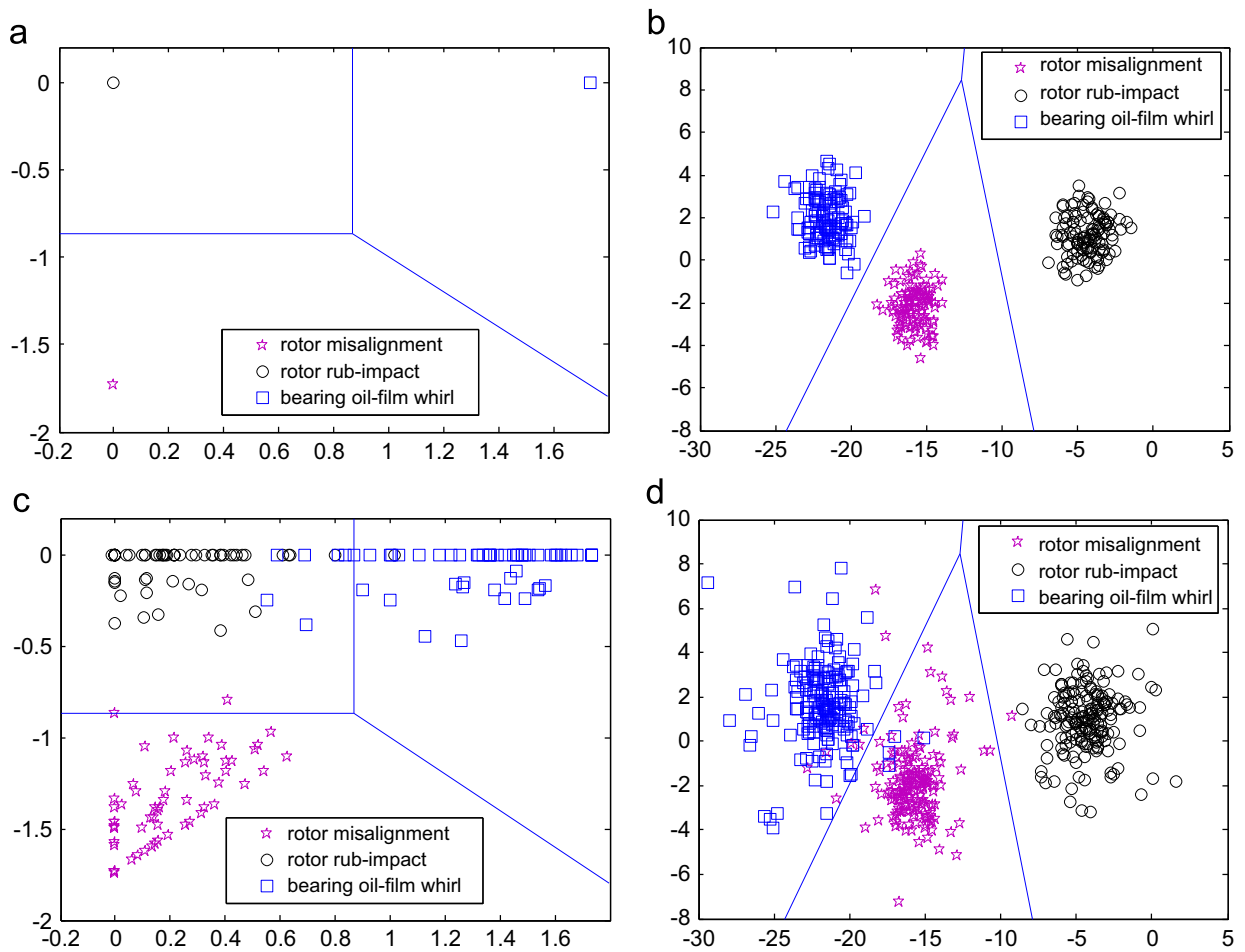 a
0
-0.5
-1
-1.5
-2
-0.2 0 0.2 0.4 0.6 0.8 1 1.2 1.4 1.6
rotor misalignment
rotor rub-impact
bearing oil-film whirl
b
10
8
6
4
2
0
-2
-4
-6
-8
-30 -25 -20 -15 -10 -5 0 5
rotor misalignment
rotor rub-impact
bearing oil-film whirl
c
0
-0.5
-1
-1.5
-2
-0.2 0 0.2 0.4 0.6 0.8 1 1.2 1.4 1.6
rotor misalignment
rotor rub-impact
bearing oil-film whirl
d
10
8
6
4
2
0
-2
-4
-6
-8
-30 -25 -20 -15 -10 -5 0 5
rotor misalignment
rotor rub-impact
bearing oil-film whirl